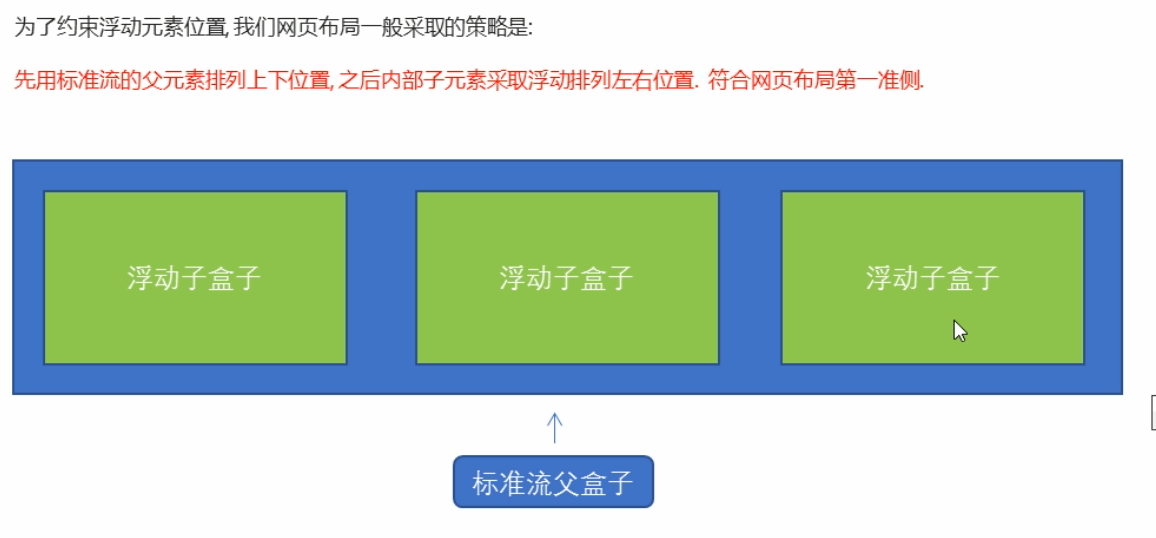 为了约束浮动元素位置, 我们网页布局一般采取的策略是:
先用标准流的父元素排列上下位置, 之后内部子元素采取浮动排列左右位置. 符合网页布局第一准侧.
浮动子盒子
浮动子盒子
浮动子盒子
标准流父盒子